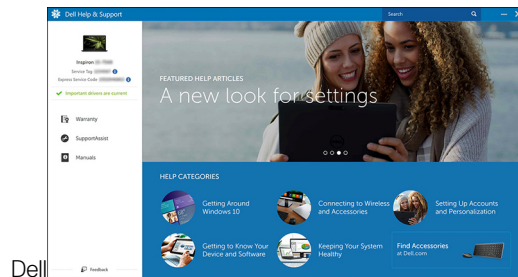 Dell Help & Support
Search
Inspiron
Service Tag:
Express Service Code:
Important drivers are current
Warranty
SupportAssist
Manuals
Feedback
FEATURED HELP ARTICLES
A new look for settings
HELP CATEGORIES
Getting Around
Windows 10
Connecting to Wireless
and Accessories
Setting Up Accounts
and Personalization
Getting to Know Your
Device and Software
Keeping Your System
Healthy
Find Accessories
at Dell.com
Dell